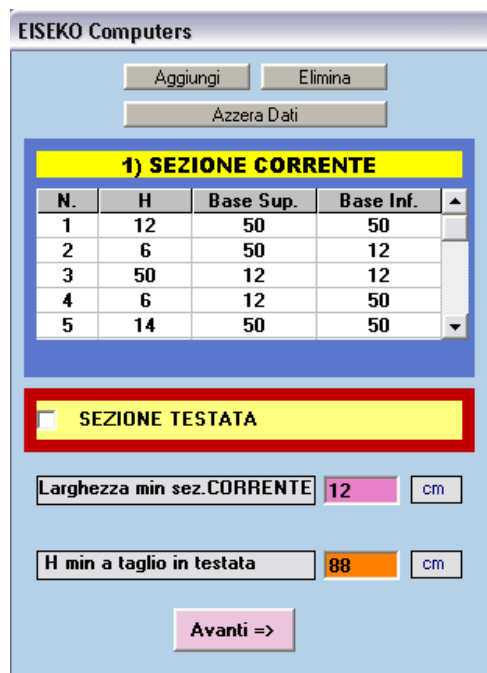 EISEKO Computers
Aggiungi Elimina
Azzera Dati
1) SEZIONE CORRENTE
N. H Base Sup. Base Inf.
1 12 50 50
2 6 50 12
3 50 12 12
4 6 12 50
5 14 50 50
SEZIONE TESTATA
Larghezza min sez.CORRENTE 12 cm
H min a taglio in testata 88 cm
Avanti =>